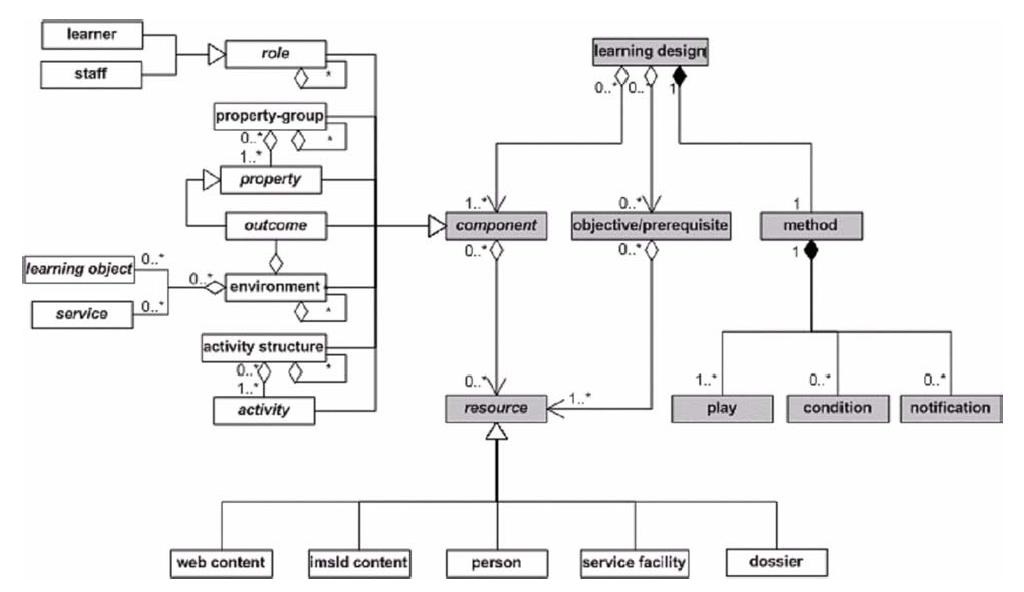 learner
staff
role
*
property-group
0..*
*
1..*
property
outcome
learning object
0..*
0..*
environment
service
0..*
*
activity structure
0..*
*
1..*
activity
learning design
0..*
0..*
1
1..*
component
0..*
0..*
objective/prerequisite
0..*
1
method
1
0..*
resource
1..*
1..*
play
0..*
condition
0..*
notification
web content
imsld content
person
service facility
dossier